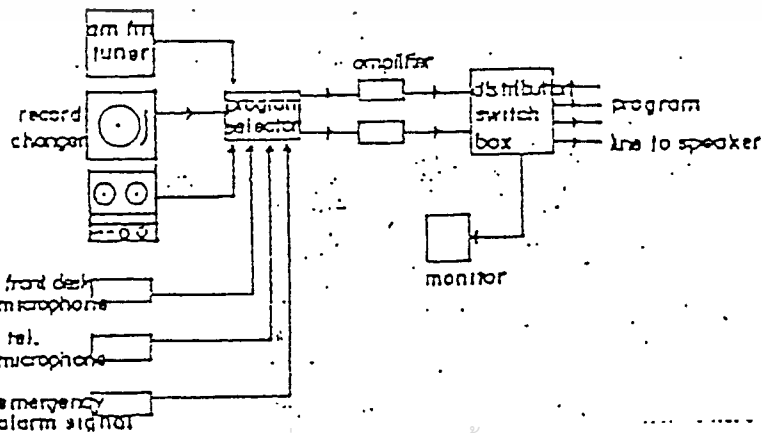 am fm
tuner
record
changer
program
selector
amplifier
distribution
switch
box
program
line to speaker
monitor
front desk
microphone
tel.
microphone
emergency
alarm signal